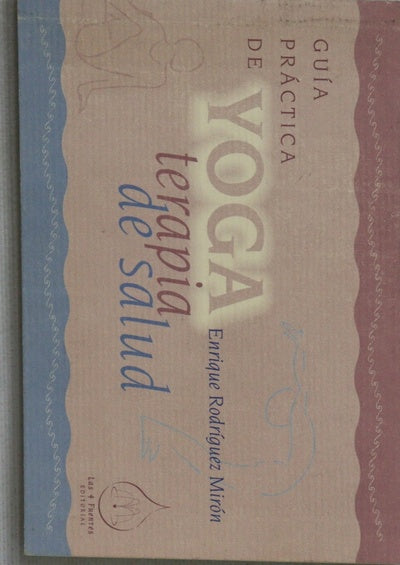 GUÍA
PRÁCTICA
DE
YOGA
terapia
de salud
Enrique Rodríguez Mirón
Las 4 Fuentes
EDITORIAL